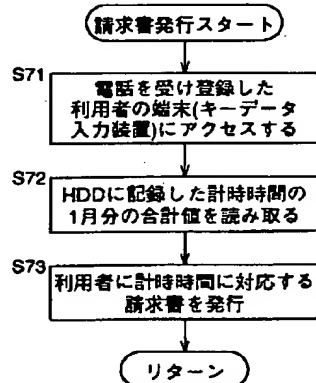 請求書発行スタート
S71
電話を受け登録した
利用者の端末(キーデータ
入力装置)にアクセスする
S72
HDDに記録した計時時間の
1月分の合計値を読み取る
S73
利用者に計時時間に対応する
請求書を発行
リターン